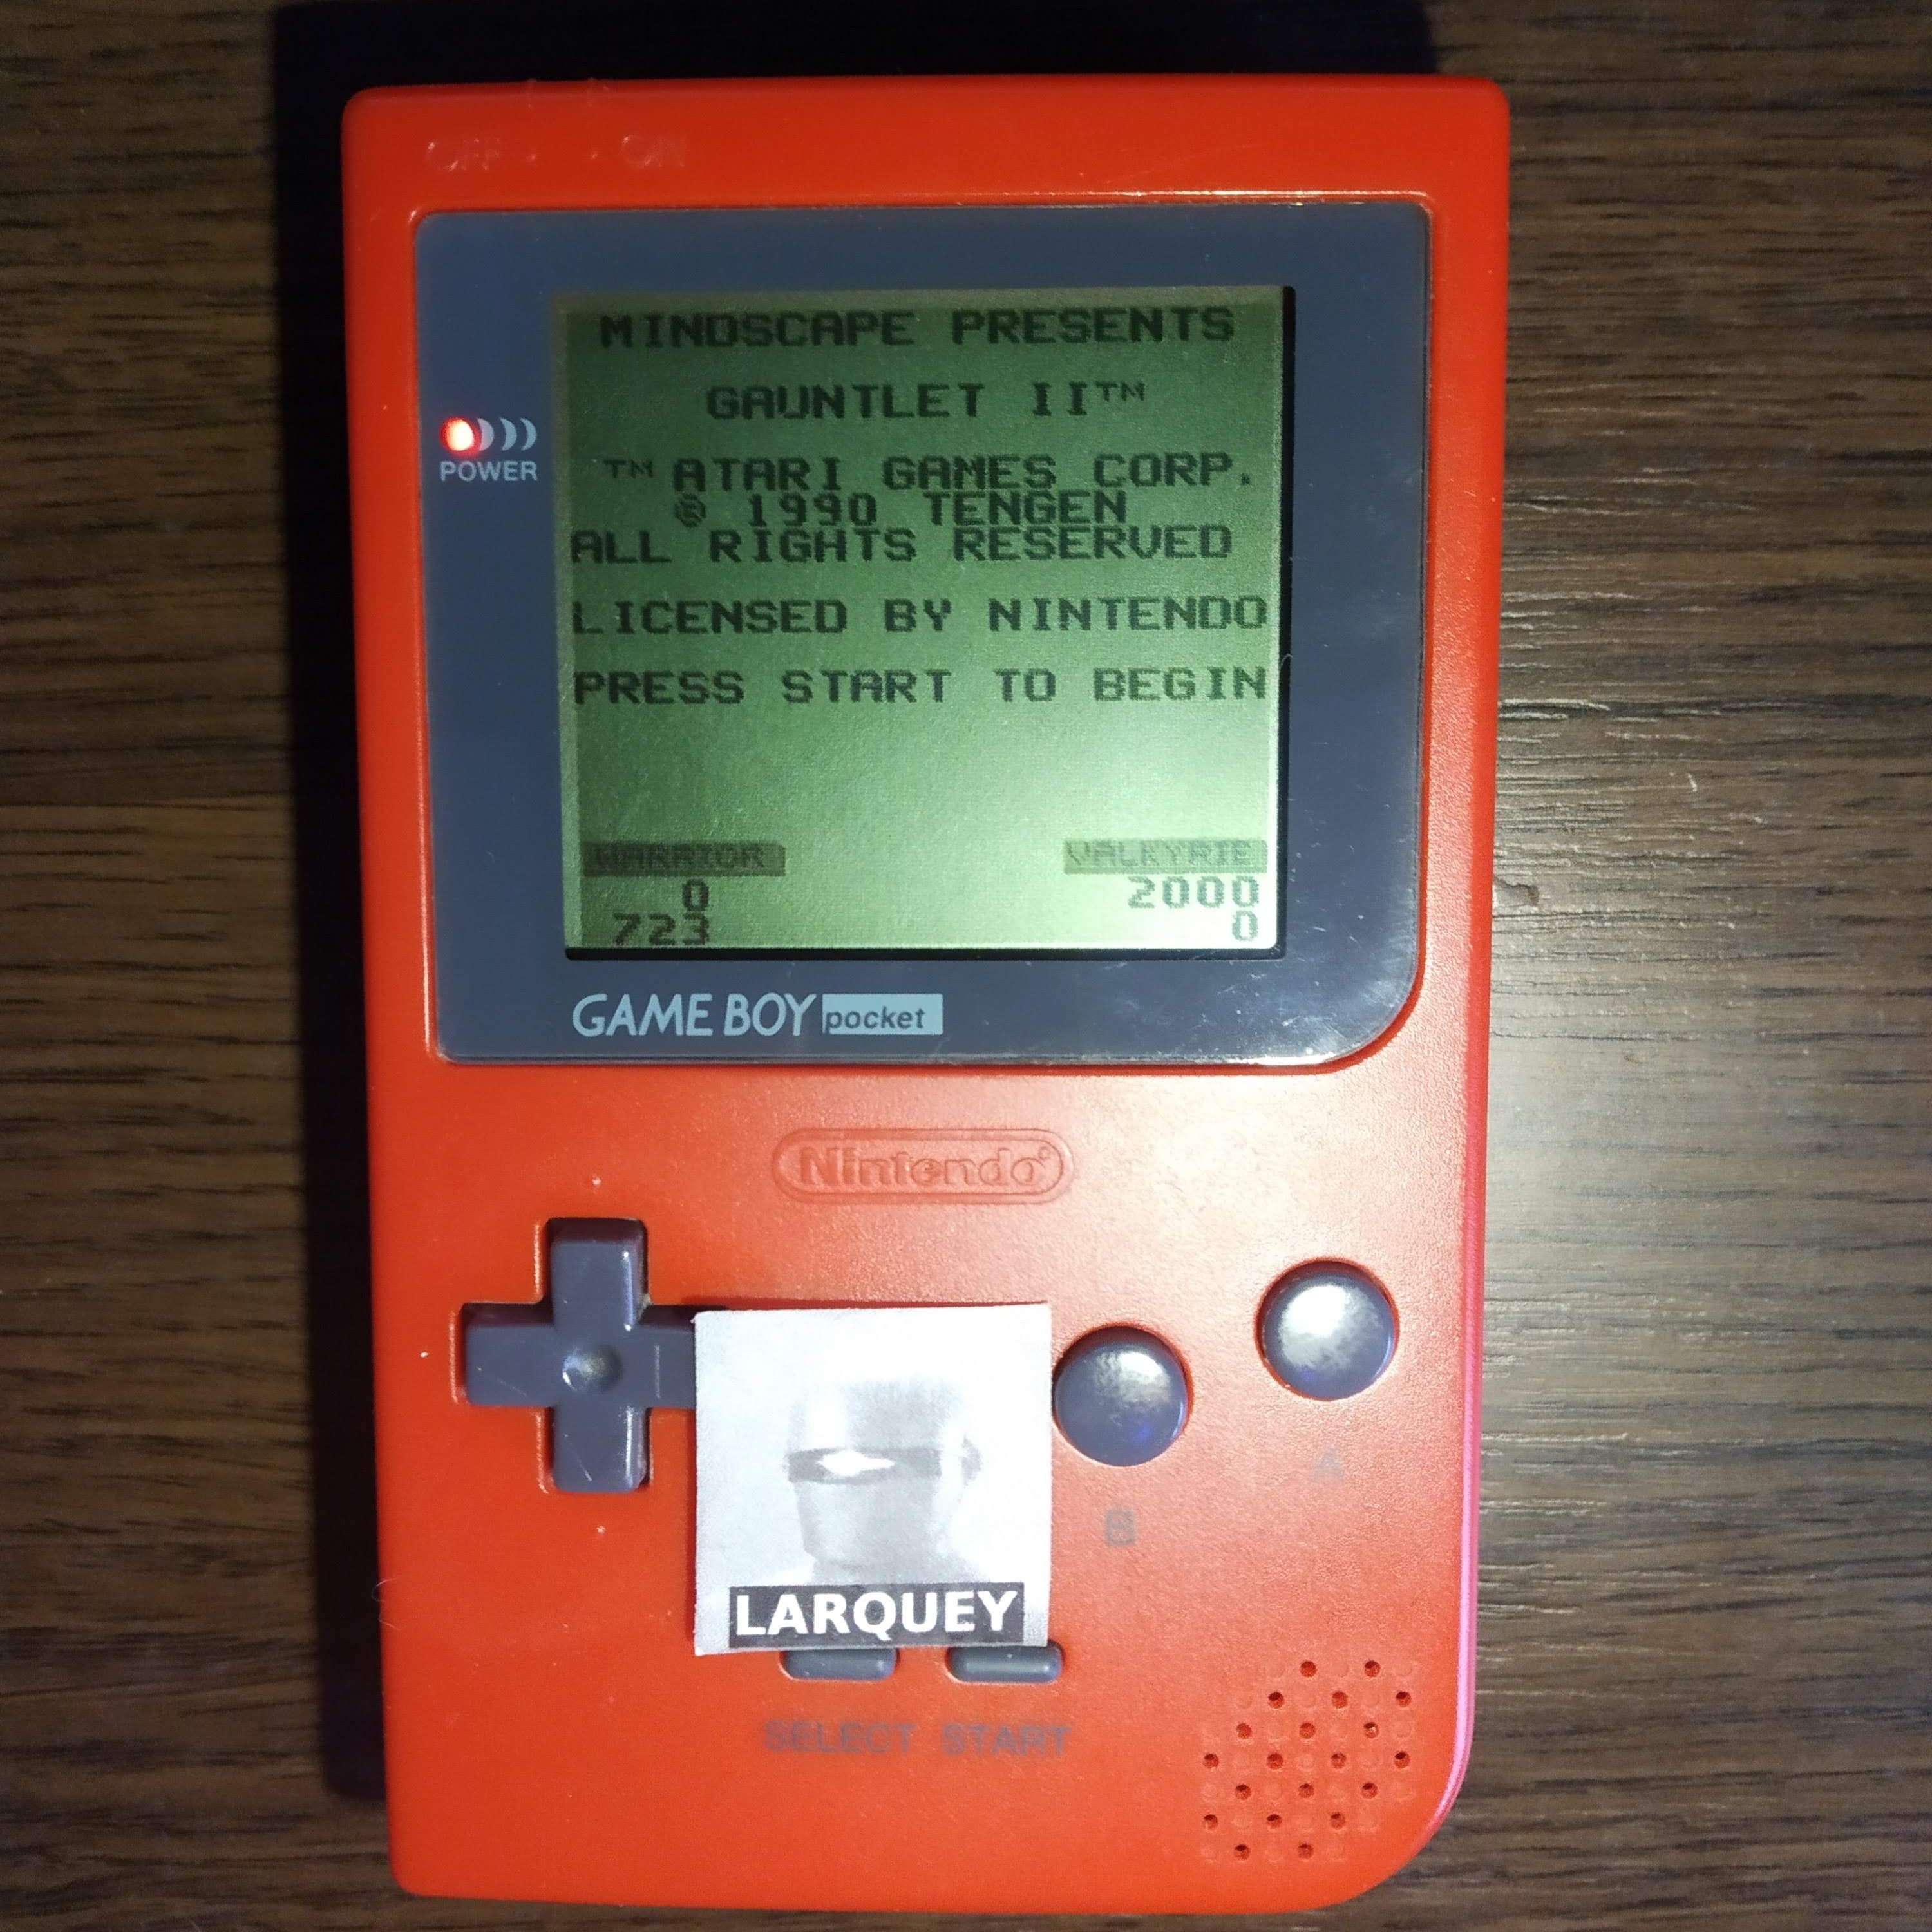 OFF ON
MINDSCAPE PRESENTS
GAUNTLET II™
POWER
™ ATARI GAMES CORP.
© 1990 TENGEN
ALL RIGHTS RESERVED
LICENSED BY NINTENDO
PRESS START TO BEGIN
WARRIOR VALKYRIE
0 2000
723 0
GAME BOY pocket
Nintendo®
A
B
LARQUEY
SELECT START